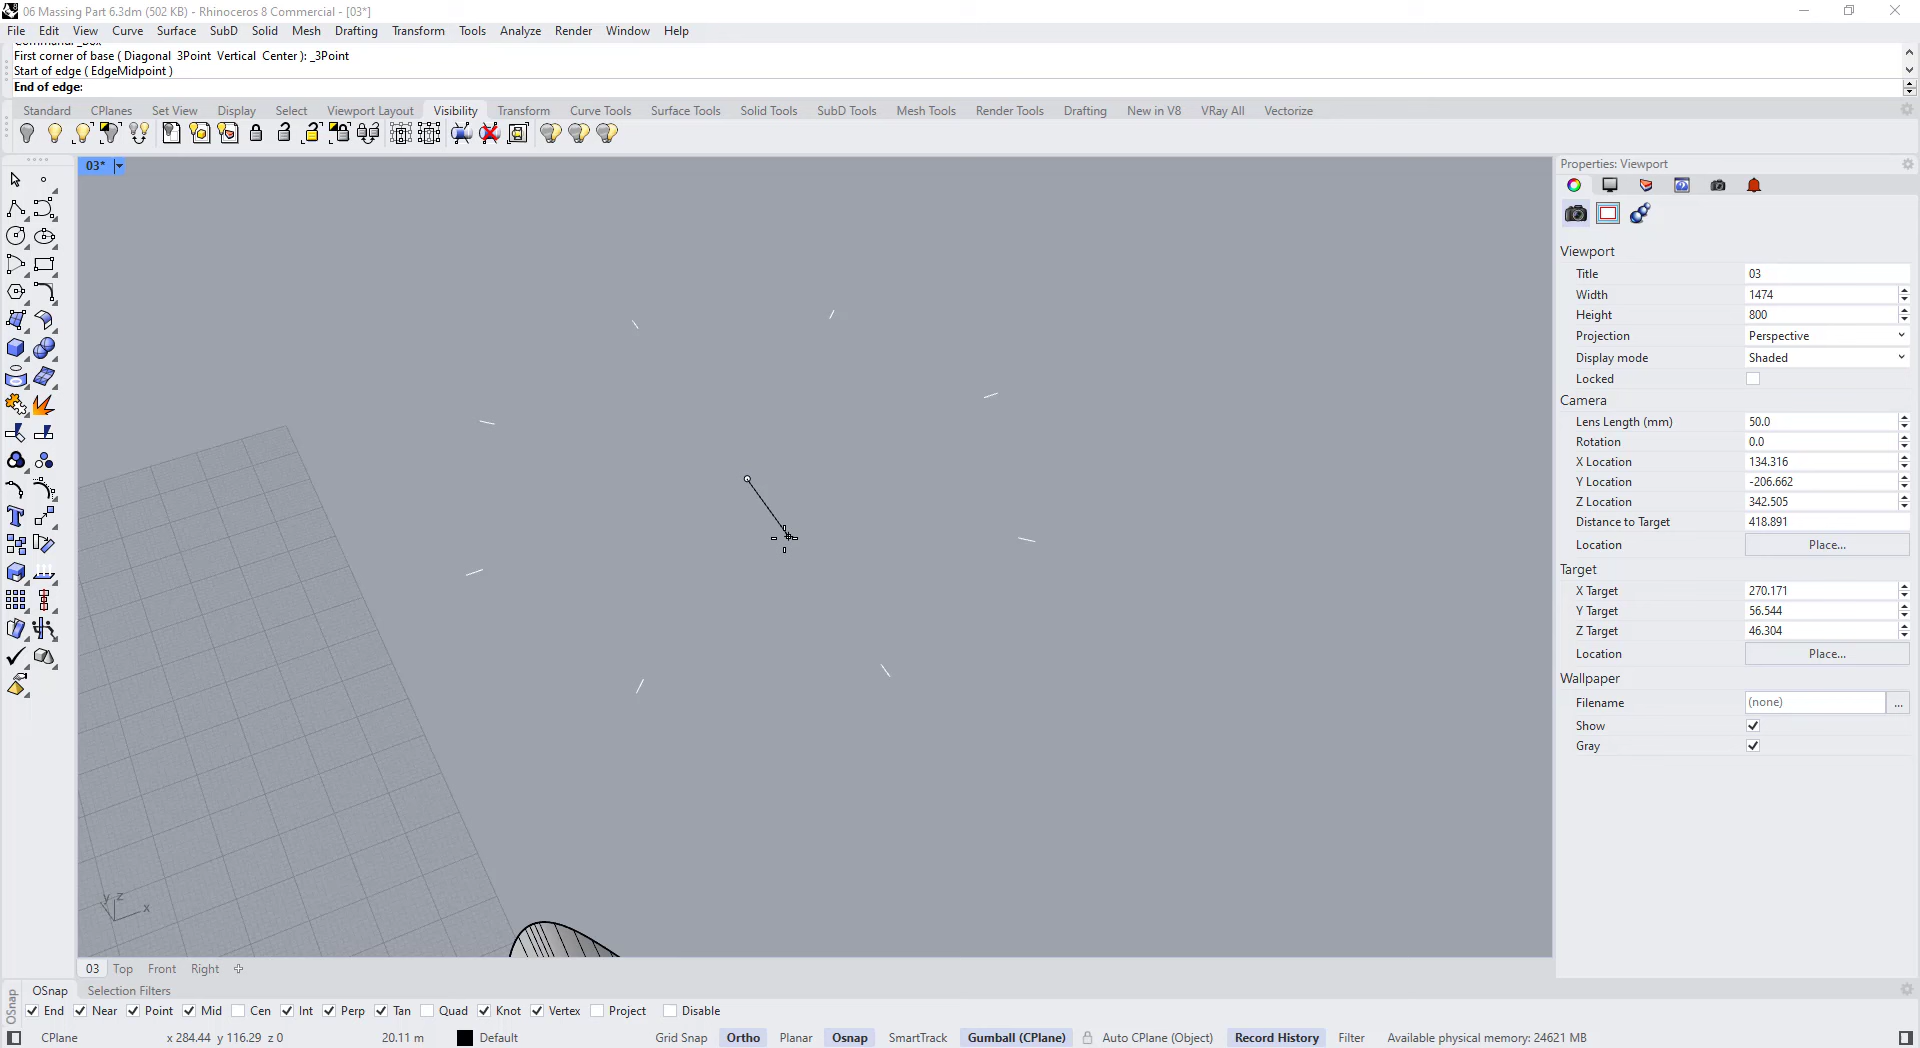 06 Massing Part 6.3dm (502 KB) - Rhinoceros 8 Commercial - [03*]
File Edit View Curve Surface SubD Solid Mesh Drafting Transform Tools Analyze Render Window Help
First corner of base ( Diagonal 3Point Vertical Center ): _3Point
Start of edge ( EdgeMidpoint )
End of edge:
Standard CPlanes Set View Display Select Viewport Layout Visibility Transform Curve Tools Surface Tools Solid Tools SubD Tools Mesh Tools Render Tools Drafting New in V8 VRay All Vectorize
03*
Properties: Viewport
Viewport
Title 03
Width 1474
Height 800
Projection Perspective
Display mode Shaded
Locked
Camera
Lens Length (mm) 50.0
Rotation 0.0
X Location 134.316
Y Location -206.662
Z Location 342.505
Distance to Target 418.891
Location Place...
Target
X Target 270.171
Y Target 56.544
Z Target 46.304
Location Place...
Wallpaper
Filename (none) ...
Show
Gray
y z x
03 Top Front Right
OSnap Selection Filters
OSnap
End Near Point Mid Cen Int Perp Tan Quad Knot Vertex Project Disable
CPlane x 284.44 y 116.29 z 0 20.11 m Default Grid Snap Ortho Planar Osnap SmartTrack Gumball (CPlane) Auto CPlane (Object) Record History Filter Available physical memory: 24621 MB